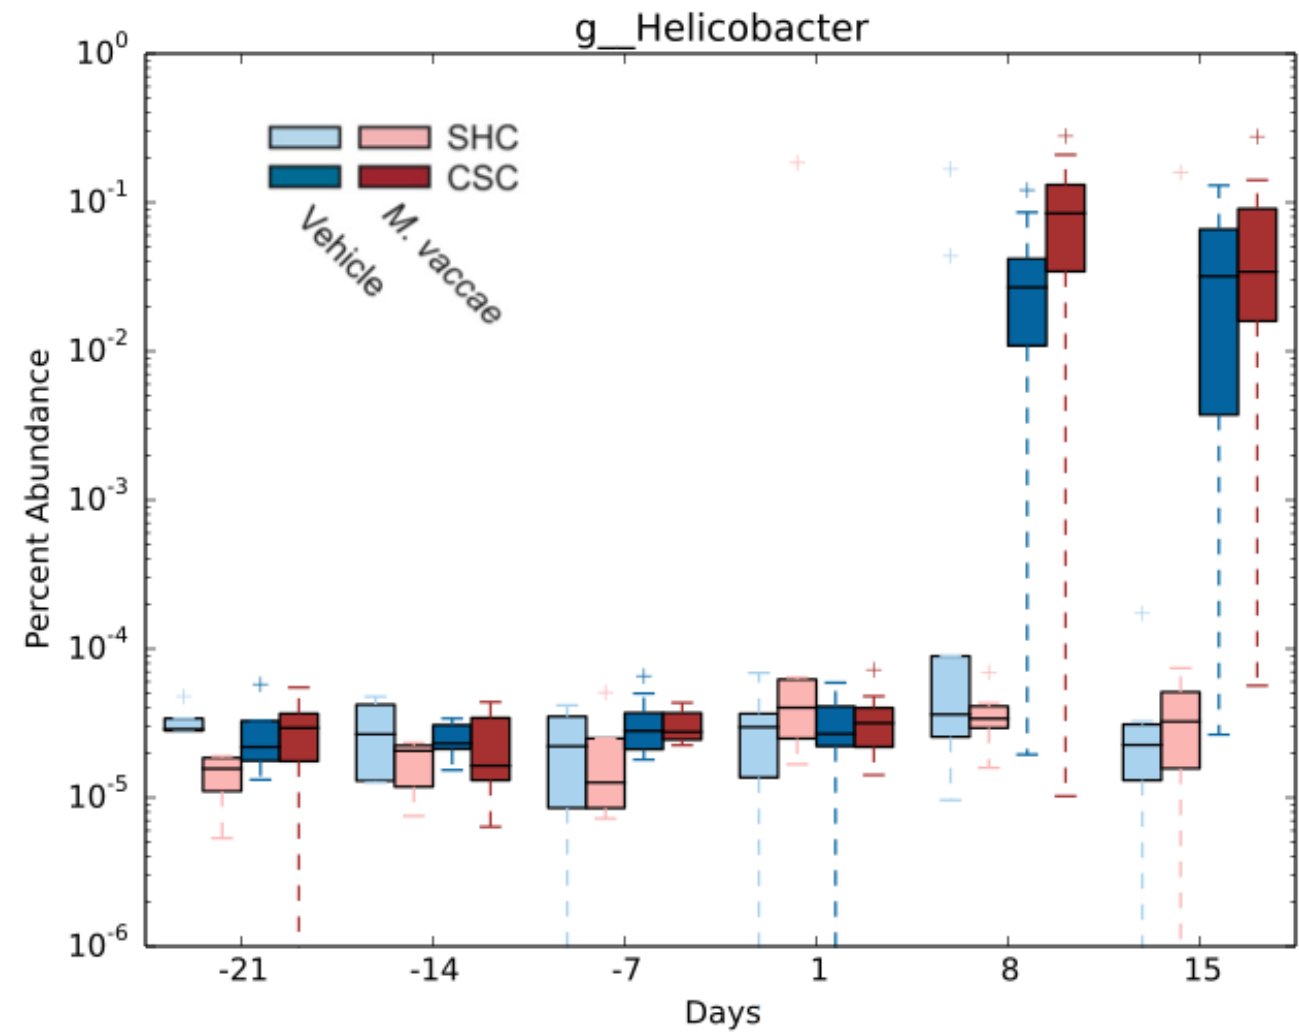 g__Helicobacter
10^0
10^-1
10^-2
10^-3
10^-4
10^-5
10^-6
Percent Abundance
SHC
CSC
Vehicle
M. vaccae
-21 -14 -7 1 8 15
Days